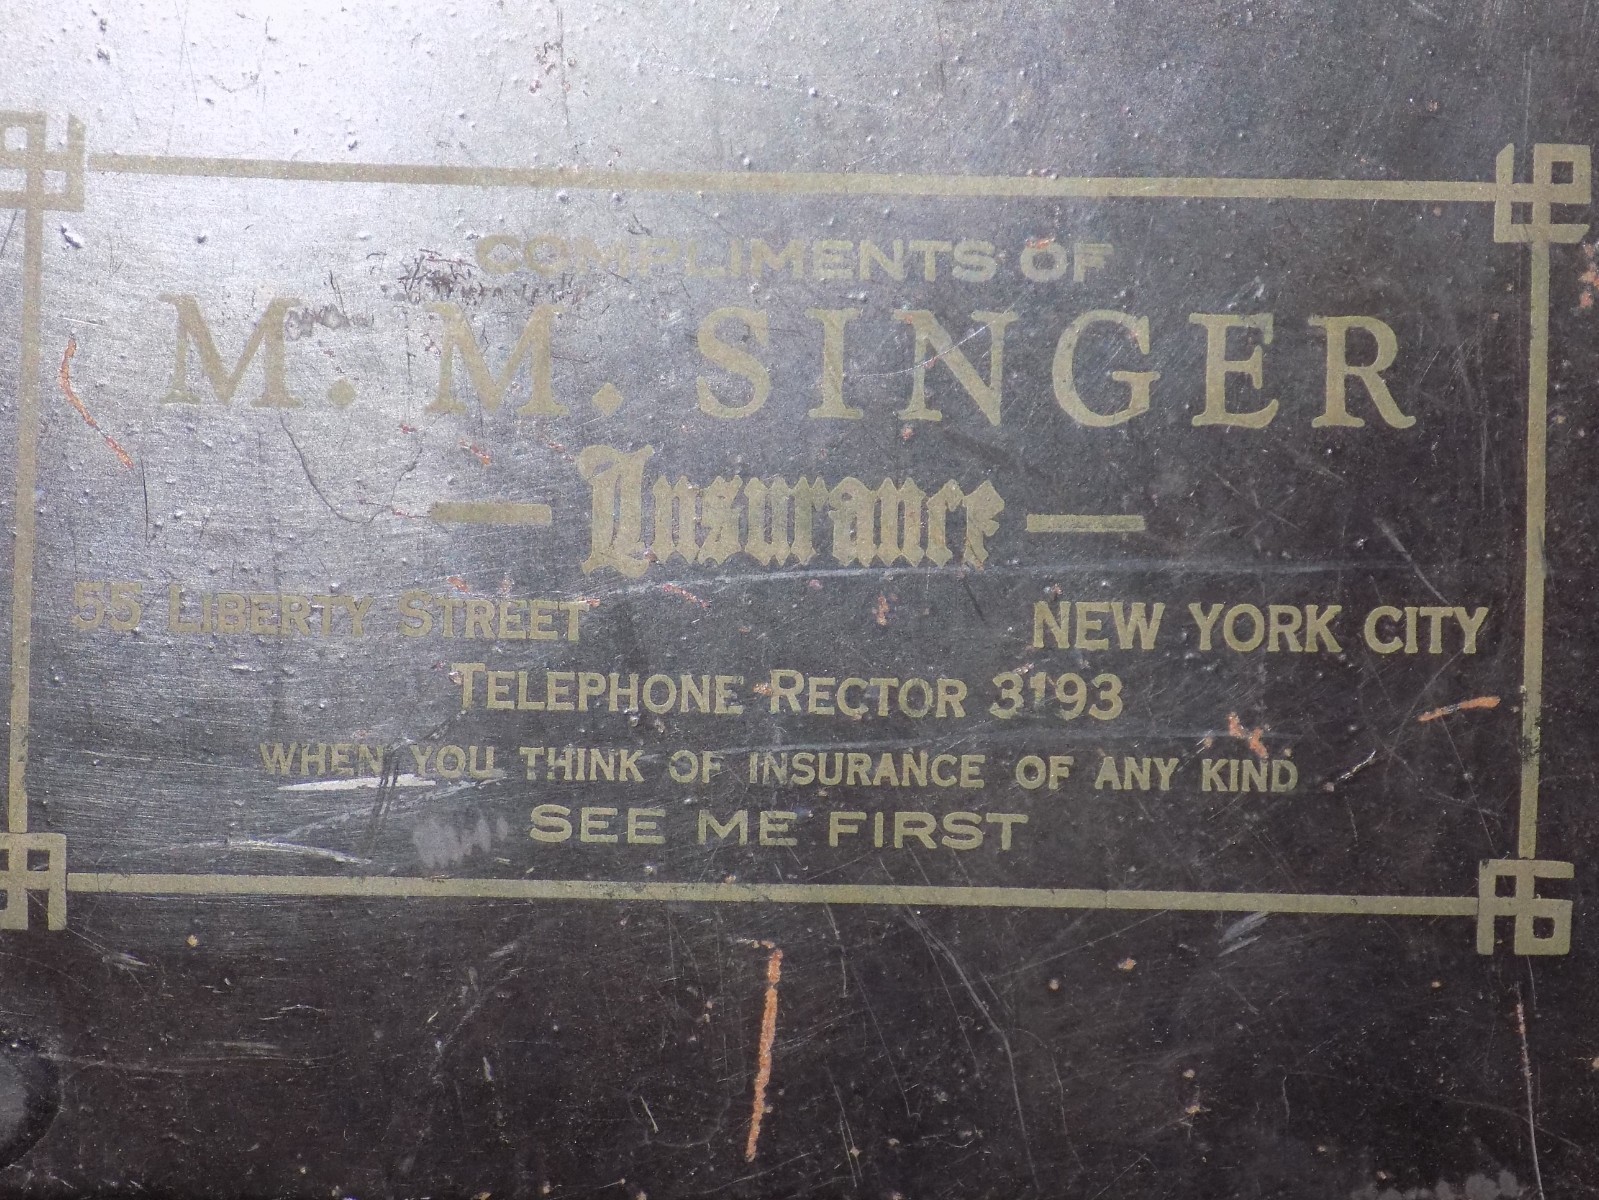 COMPLIMENTS OF
M. M. SINGER
Insurance
55 LIBERTY STREET NEW YORK CITY
TELEPHONE RECTOR 3193
WHEN YOU THINK OF INSURANCE OF ANY KIND
SEE ME FIRST